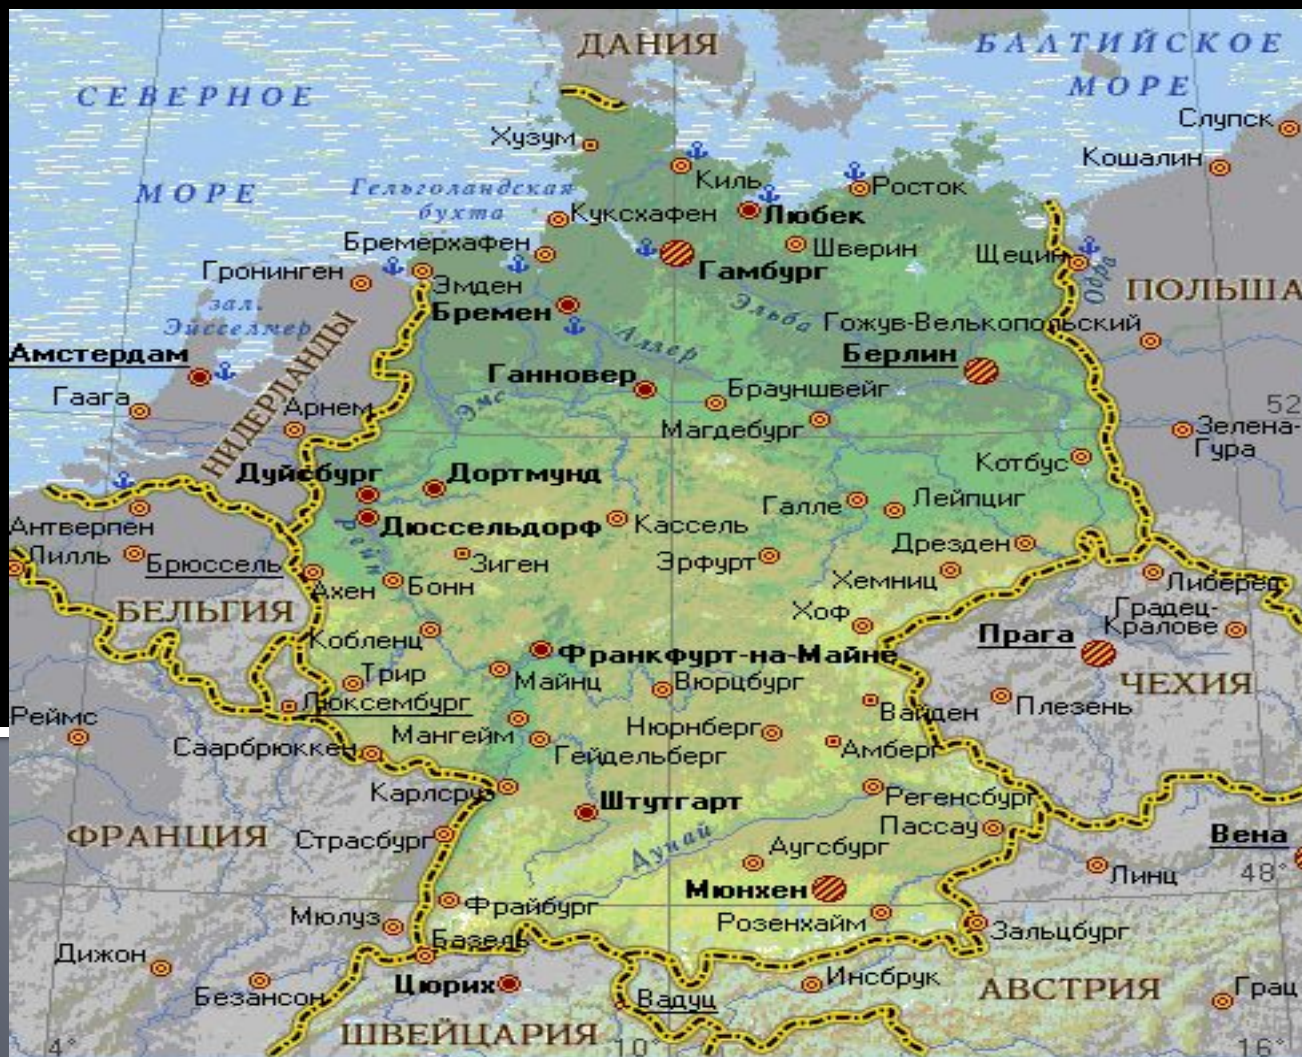 ДАНИЯ
БАЛТИЙСКОЕ
МОРЕ
СЕВЕРНОЕ
МОРЕ
Слупск
Хузум
Кошалин
Киль
Росток
Гельголандская
бухта
Куксхафен
Любек
Бремерхафен
Шверин
Щецин
Гамбург
Гронинген
Эмден
Одра
ПОЛЬША
зал.
Эйсселмер
Бремен
Эльба
Гожув-Велькопольский
Аллер
Амстердам
Берлин
НИДЕРЛАНДЫ
Ганновер
Брауншвейг
Гаага
Арнем
Эмс
52
Магдебург
Зелена-
Гура
Котбус
Дуйсбург
Дортмунд
Галле
Лейпциг
Антверпен
Дюссельдорф
Кассель
Рейн
Дрезден
Лилль
Брюссель
Зиген
Эрфурт
Хемниц
Либерец
Ахен
Бонн
БЕЛЬГИЯ
Хоф
Градец-
Кралове
Кобленц
Прага
Франкфурт-на-Майне
Трир
Майнц
Вюрцбург
ЧЕХИЯ
Люксембург
Плезень
Реймс
Вайден
Мангейм
Нюрнберг
Саарбрюккен
Гейдельберг
Амберг
Карлсруэ
Штутгарт
Регенсбург
ФРАНЦИЯ
Страсбург
Дунай
Пассау
Вена
Аугсбург
Линц
48°
Мюнхен
Фрайбург
Мюлуз
Розенхайм
Зальцбург
Базель
Дижон
Безансон
Цюрих
Инсбрук
АВСТРИЯ
Грац
Вадуц
ШВЕЙЦАРИЯ
4°
10°
16°